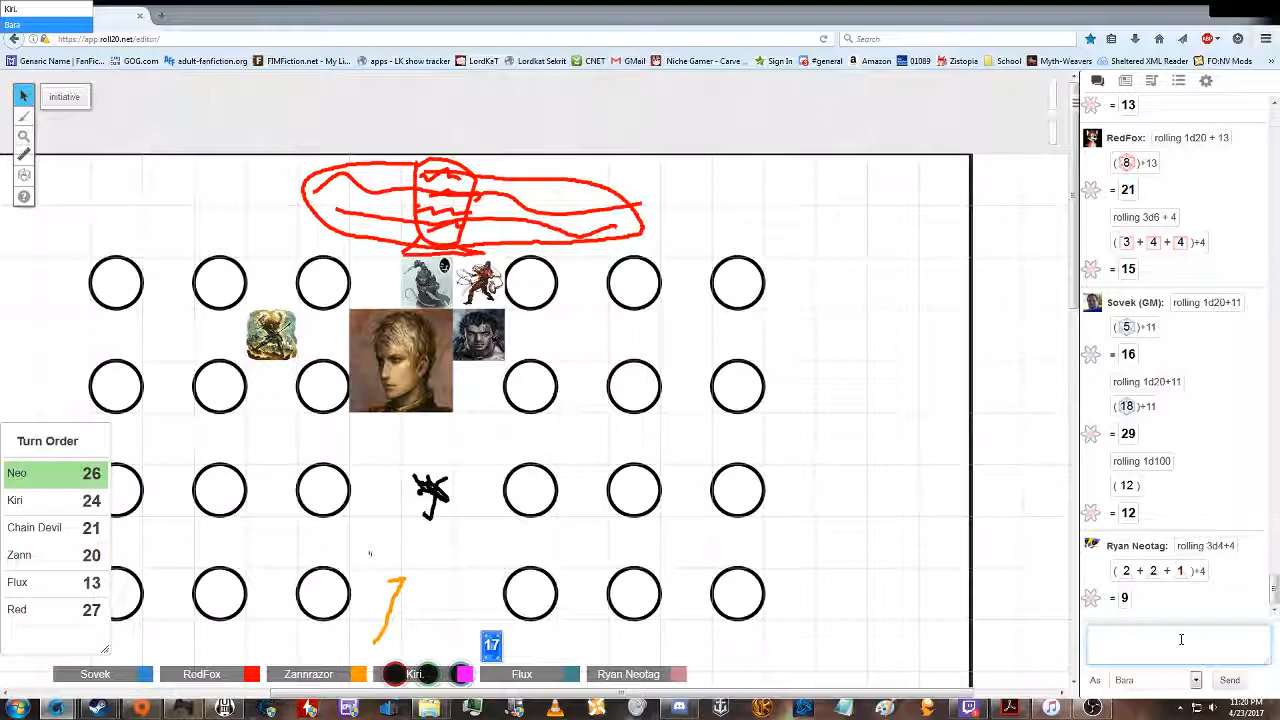 Kiri.
Bara
https://app.roll20.net/editor/
Search
Generic Name | FanFic...
GOG.com
adult-fanfiction.org
FIMFiction.net - My Li...
apps - LK show tracker
LordKat
Lordkat Sekrit
CNET
GMail
Niche Gamer - Carve ...
Sign In
#general
Amazon
01089
Zistopia
School
Myth-Weavers
Sheltered XML Reader
FO:NV Mods
initiative
= 13
RedFox: rolling 1d20 + 13
(8)+13
= 21
rolling 3d6 + 4
(3+4+4)+4
= 15
Sovek (GM): rolling 1d20+11
(5)+11
= 16
rolling 1d20+11
(18)+11
= 29
rolling 1d100
(12)
= 12
Ryan Neotag: rolling 3d4+4
(2+2+1)+4
= 9
Turn Order
Neo 26
Kiri 24
Chain Devil 21
Zann 20
Flux 13
Red 27
17
Sovek
RedFox
Zannrazor
Kiri.
Flux
Ryan Neotag
As Bara Send
11:20 PM
4/23/2017